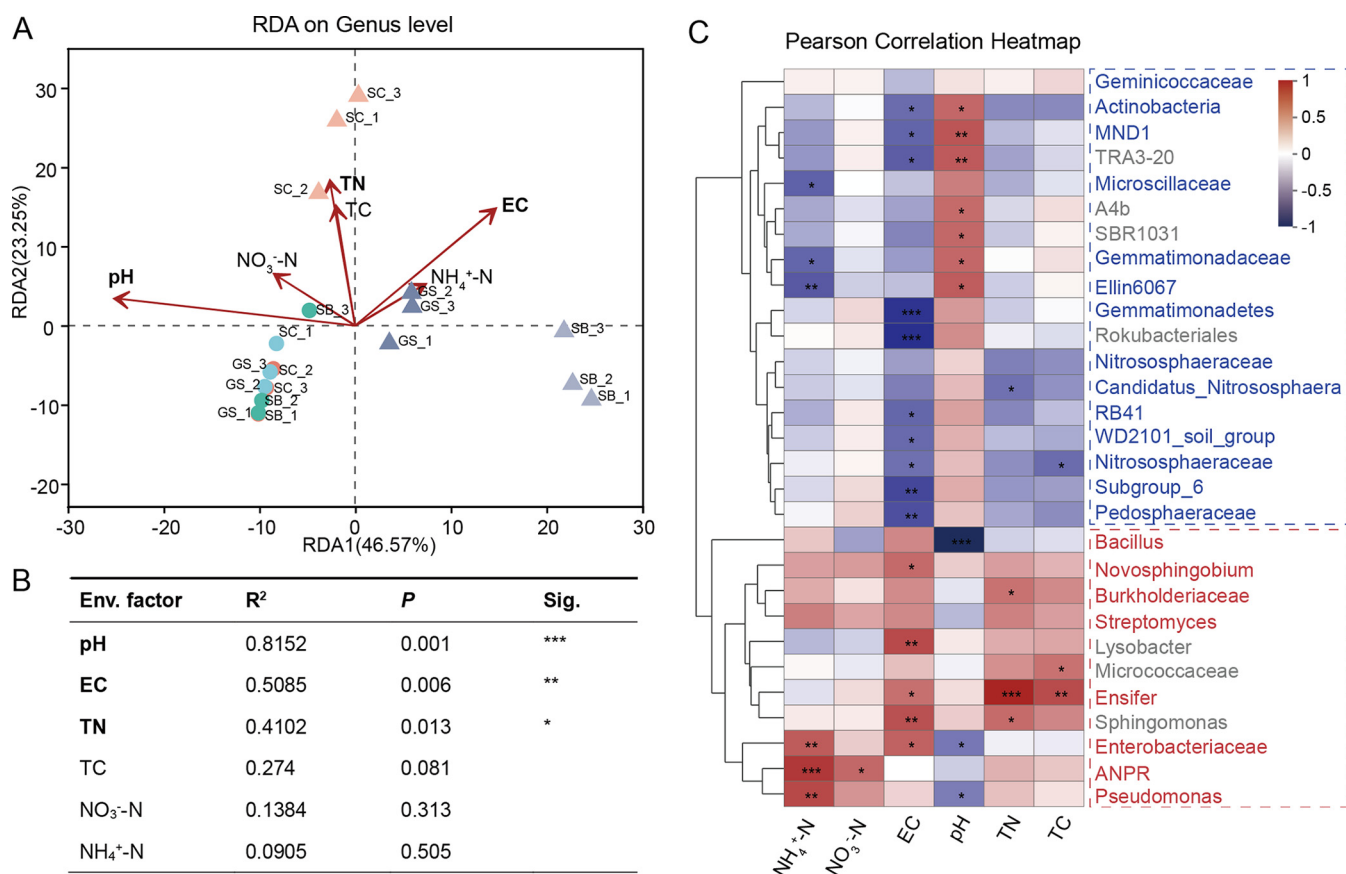 A
RDA on Genus level
RDA2(23.25%)
30
20
10
0
-10
-20
-30
-20
-10
0
10
20
30
RDA1(46.57%)
SC_3
SC_1
SC_2
TN
TC
EC
NO₃⁻-N
NH₄⁺-N
pH
GS_2
GS_3
GS_1
SB_3
SB_3
SB_2
SB_1
SC_1
GS_3
SC_2
GS_2
SC_3
SB_2
GS_1
SB_1
B
Env. factor R² P Sig.
pH 0.8152 0.001 ***
EC 0.5085 0.006 **
TN 0.4102 0.013 *
TC 0.274 0.081
NO₃⁻-N 0.1384 0.313
NH₄⁺-N 0.0905 0.505
C
Pearson Correlation Heatmap
Geminicoccaceae
* * Actinobacteria
* ** MND1
* ** TRA3-20
* Microscillaceae
* A4b
* SBR1031
* * Gemmatimonadaceae
** * Ellin6067
*** Gemmatimonadetes
*** Rokubacteriales
Nitrososphaeraceae
* Candidatus_Nitrososphaera
* RB41
* WD2101_soil_group
* * Nitrososphaeraceae
** Subgroup_6
** Pedosphaeraceae
*** Bacillus
* Novosphingobium
* Burkholderiaceae
Streptomyces
** Lysobacter
* Micrococcaceae
* *** ** Ensifer
** * Sphingomonas
** * * Enterobacteriaceae
*** * ANPR
** * Pseudomonas
NH₄⁺-N NO₃⁻-N EC pH TN TC
1
0.5
0
-0.5
-1